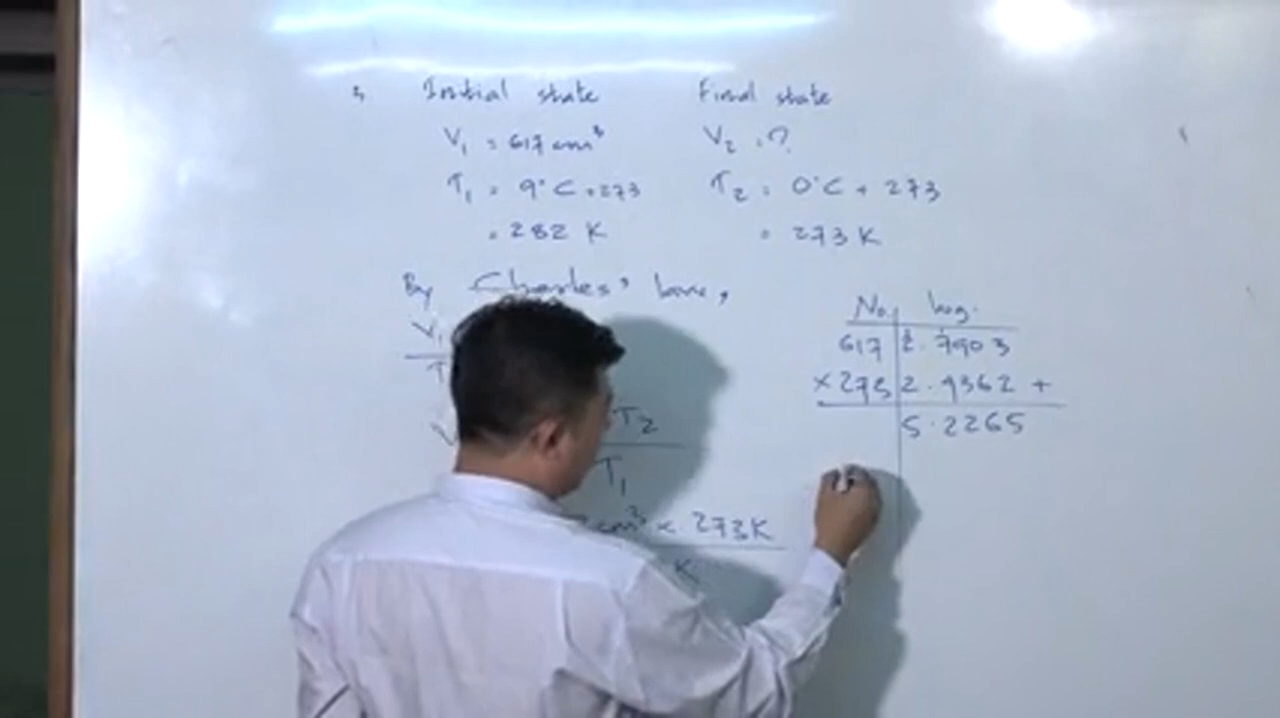 Initial state Final state
V₁ = 617 cm³ V₂ = ?
T₁ = 9°C + 273 T₂ = 0°C + 273
= 282 K = 273 K
By Charles' law,
V₁
T
V T₂
T₁
cm³ × 273K
K
No. log.
617 2.7903
×273 2.4362 +
5.2265